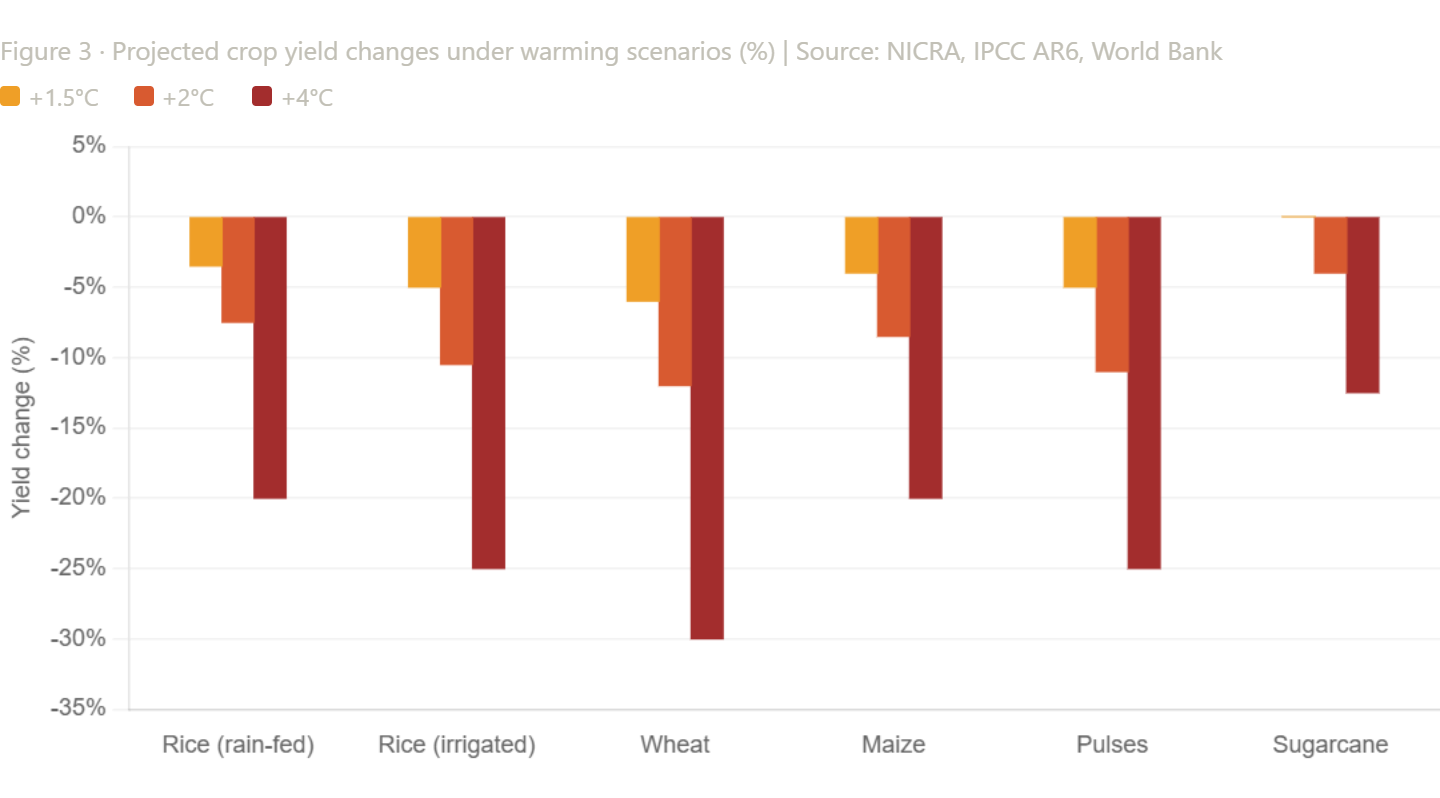 Figure 3 · Projected crop yield changes under warming scenarios (%) | Source: NICRA, IPCC AR6, World Bank
+1.5°C +2°C +4°C
5%
0%
-5%
-10%
-15%
-20%
-25%
-30%
-35%
Yield change (%)
Rice (rain-fed) Rice (irrigated) Wheat Maize Pulses Sugarcane